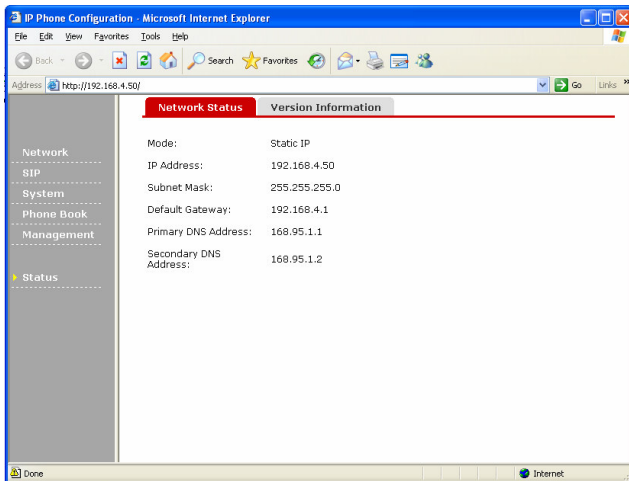 IP Phone Configuration - Microsoft Internet Explorer
File Edit View Favorites Tools Help
Back Search Favorites
Address http://192.168.4.50/ Go Links »
Network Status Version Information
Network
SIP
System
Phone Book
Management
Status
Mode: Static IP
IP Address: 192.168.4.50
Subnet Mask: 255.255.255.0
Default Gateway: 192.168.4.1
Primary DNS Address: 168.95.1.1
Secondary DNS
Address: 168.95.1.2
Done Internet